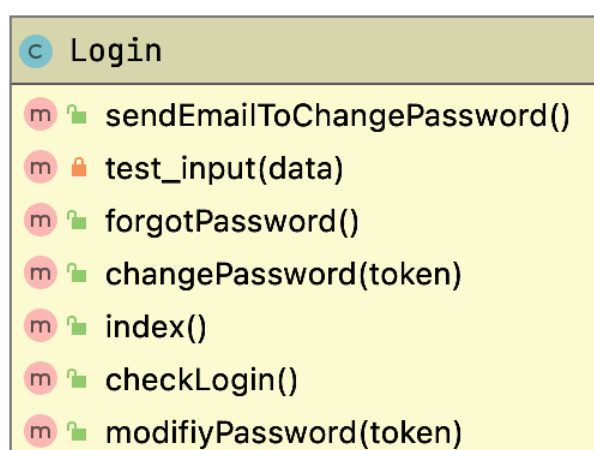 C Login
m sendEmailToChangePassword()
m test_input(data)
m forgotPassword()
m changePassword(token)
m index()
m checkLogin()
m modifiyPassword(token)